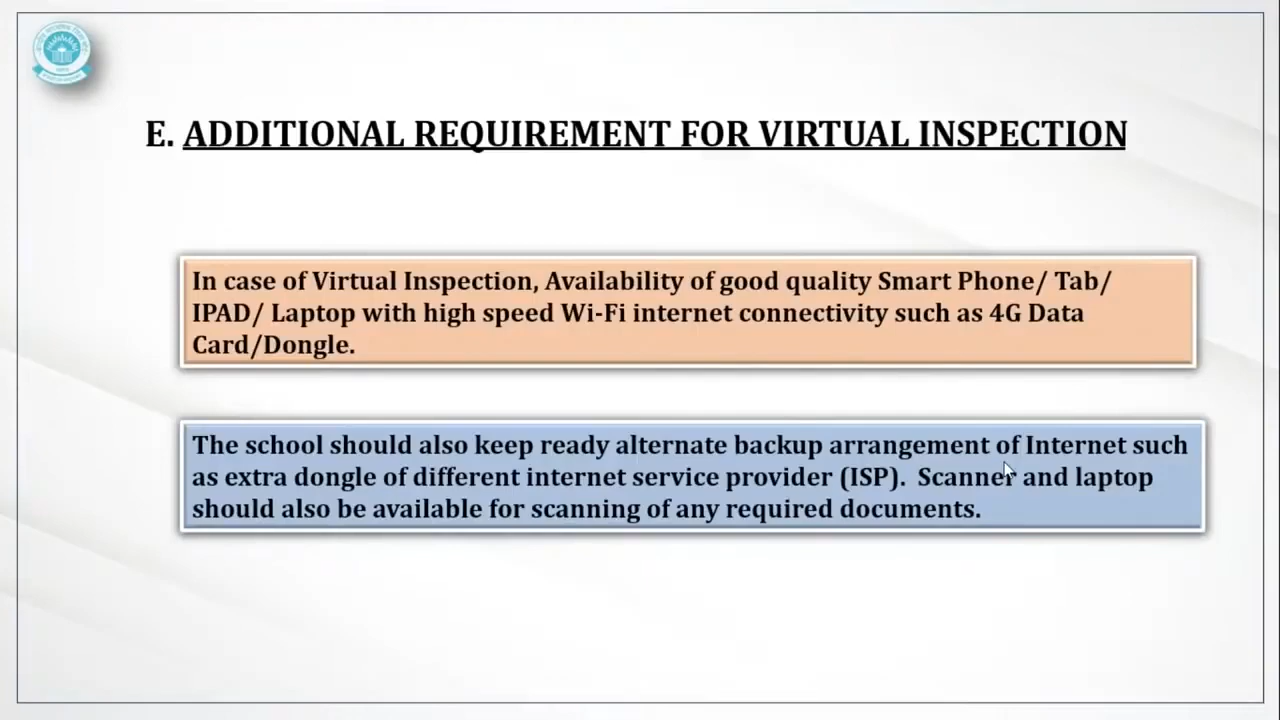 E. ADDITIONAL REQUIREMENT FOR VIRTUAL INSPECTION
In case of Virtual Inspection, Availability of good quality Smart Phone/ Tab/
IPAD/ Laptop with high speed Wi-Fi internet connectivity such as 4G Data
Card/Dongle.
The school should also keep ready alternate backup arrangement of Internet such
as extra dongle of different internet service provider (ISP).  Scanner and laptop
should also be available for scanning of any required documents.